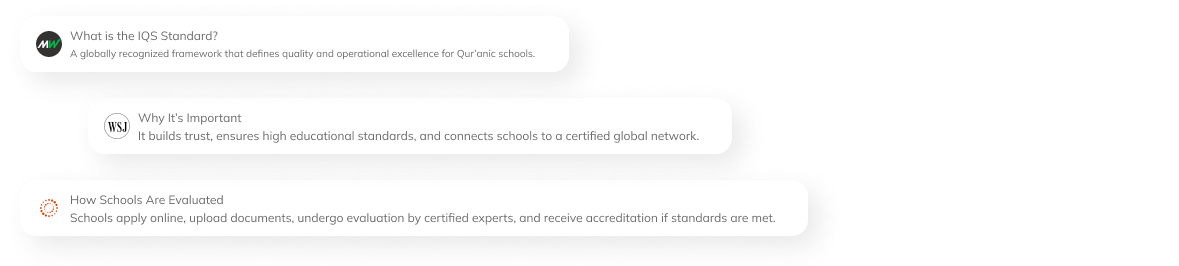 What is the IQS Standard?
MW
A globally recognized framework that defines quality and operational excellence for Qur'anic schools.
Why It's Important
WSJ
It builds trust, ensures high educational standards, and connects schools to a certified global network.
How Schools Are Evaluated
Schools apply online, upload documents, undergo evaluation by certified experts, and receive accreditation if standards are met.